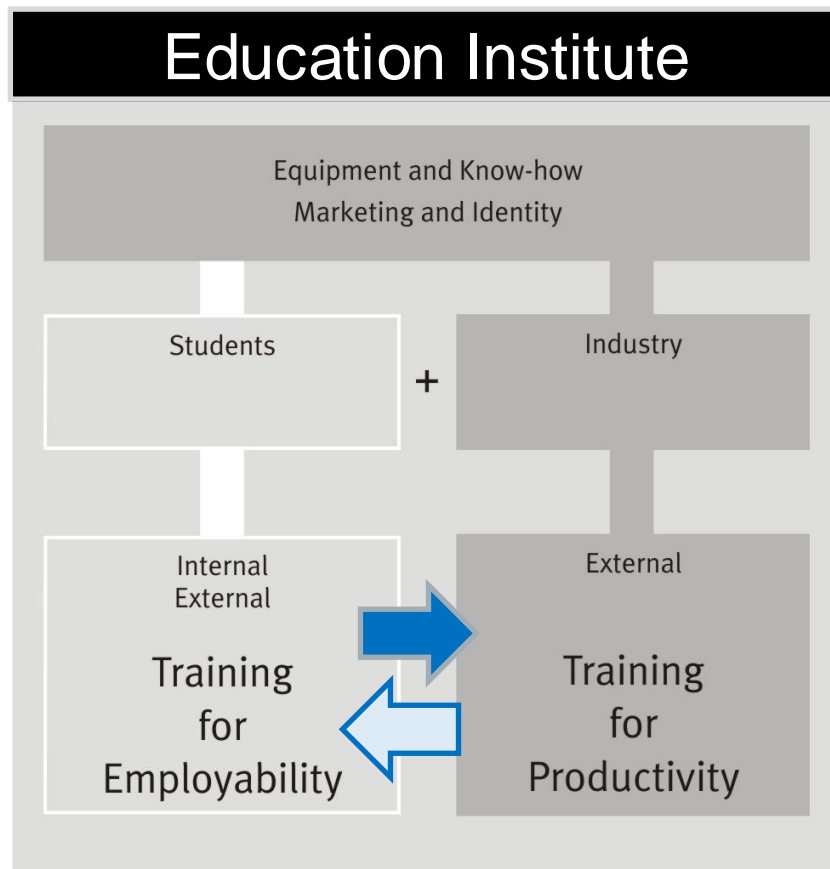 Education Institute
Equipment and Know-how
Marketing and Identity
Students
+
Industry
Internal
External
Training
for
Employability
External
Training
for
Productivity